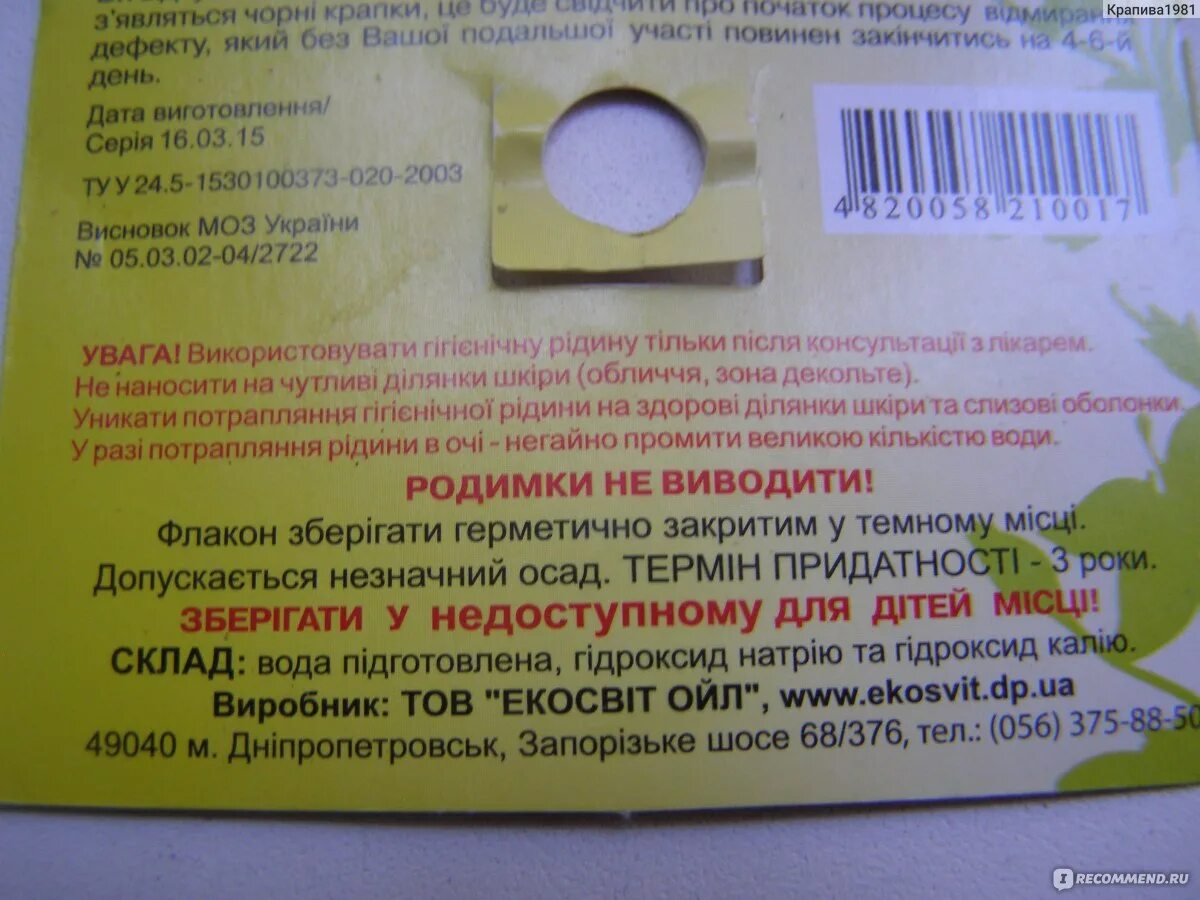 Крапива1981
з'являться чорні крапки, це буде свідчити про початок процесу
дефекту, який без Вашої подальшої участі повинен закінчитись на 4-6-й
день.
Дата виготовлення/
Серія 16.03.15
ТУ У 24.5-1530100373-020-2003
Висновок МОЗ України
№ 05.03.02-04/2722
4820058210017
УВАГА! Використовувати гігієнічну рідину тільки після консультації з лікарем.
Не наносити на чутливі ділянки шкіри (обличчя, зона декольте).
Уникати потрапляння гігієнічної рідини на здорові ділянки шкіри та слизові оболонки
У разі потрапляння рідини в очі - негайно промити великою кількістю води.
РОДИМКИ НЕ ВИВОДИТИ!
Флакон зберігати герметично закритим у темному місці.
Допускається незначний осад. ТЕРМІН ПРИДАТНОСТІ - 3 роки.
ЗБЕРІГАТИ У НЕДОСТУПНОМУ ДЛЯ ДІТЕЙ МІСЦІ!
СКЛАД: вода підготовлена, гідроксид натрію та гідроксид калію.
Виробник: ТОВ "ЕКОСВІТ ОЙЛ", www.ekosvit.dp.ua
49040 м. Дніпропетровськ, Запорізьке шосе 68/376, тел.: (056) 375-88-50
IRECOMMEND.RU